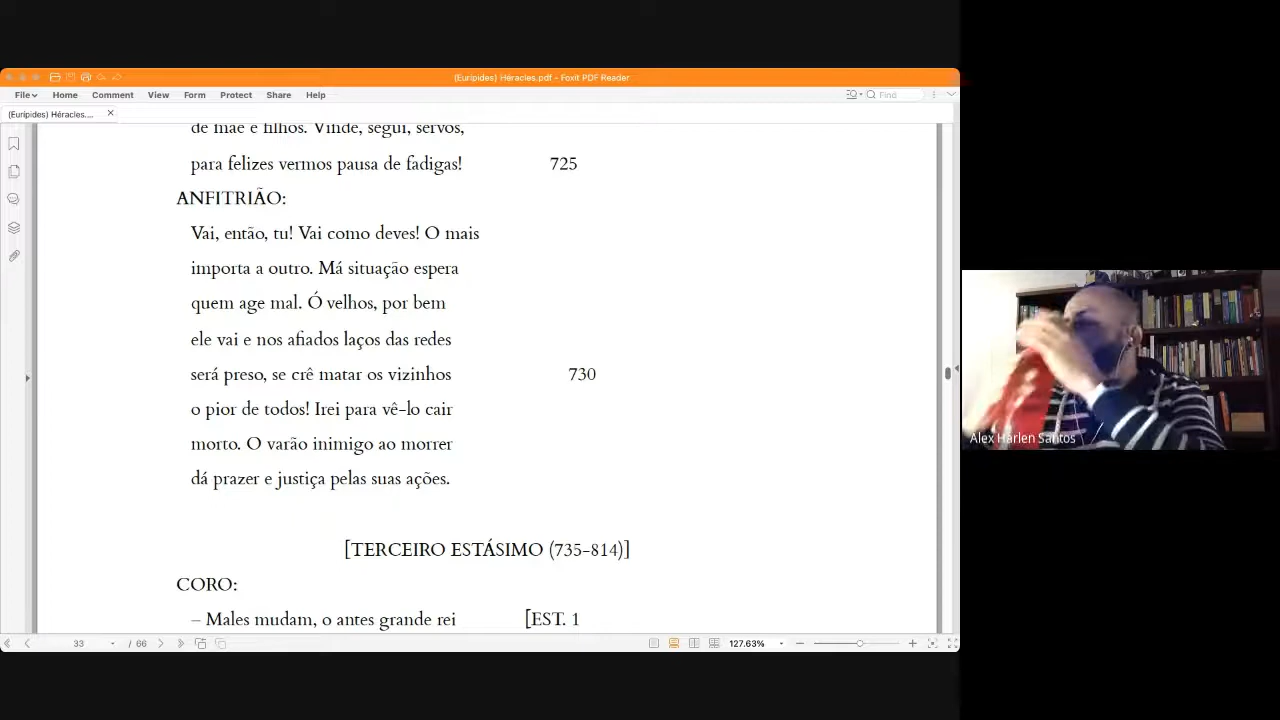 (Eurípides) Héracles.pdf - Foxit PDF Reader
File Home Comment View Form Protect Share Help
Find
(Eurípides) Héracles....
de mãe e filhos. Vinde, segui, servos,
para felizes vermos pausa de fadigas! 725
ANFITRIÃO:
Vai, então, tu! Vai como deves! O mais
importa a outro. Má situação espera
quem age mal. Ó velhos, por bem
ele vai e nos afiados laços das redes
será preso, se crê matar os vizinhos 730
o pior de todos! Irei para vê-lo cair
morto. O varão inimigo ao morrer
dá prazer e justiça pelas suas ações.
[TERCEIRO ESTÁSIMO (735-814)]
CORO:
– Males mudam, o antes grande rei [EST. 1
Alex Harlen Santos
33 / 66 127.63%